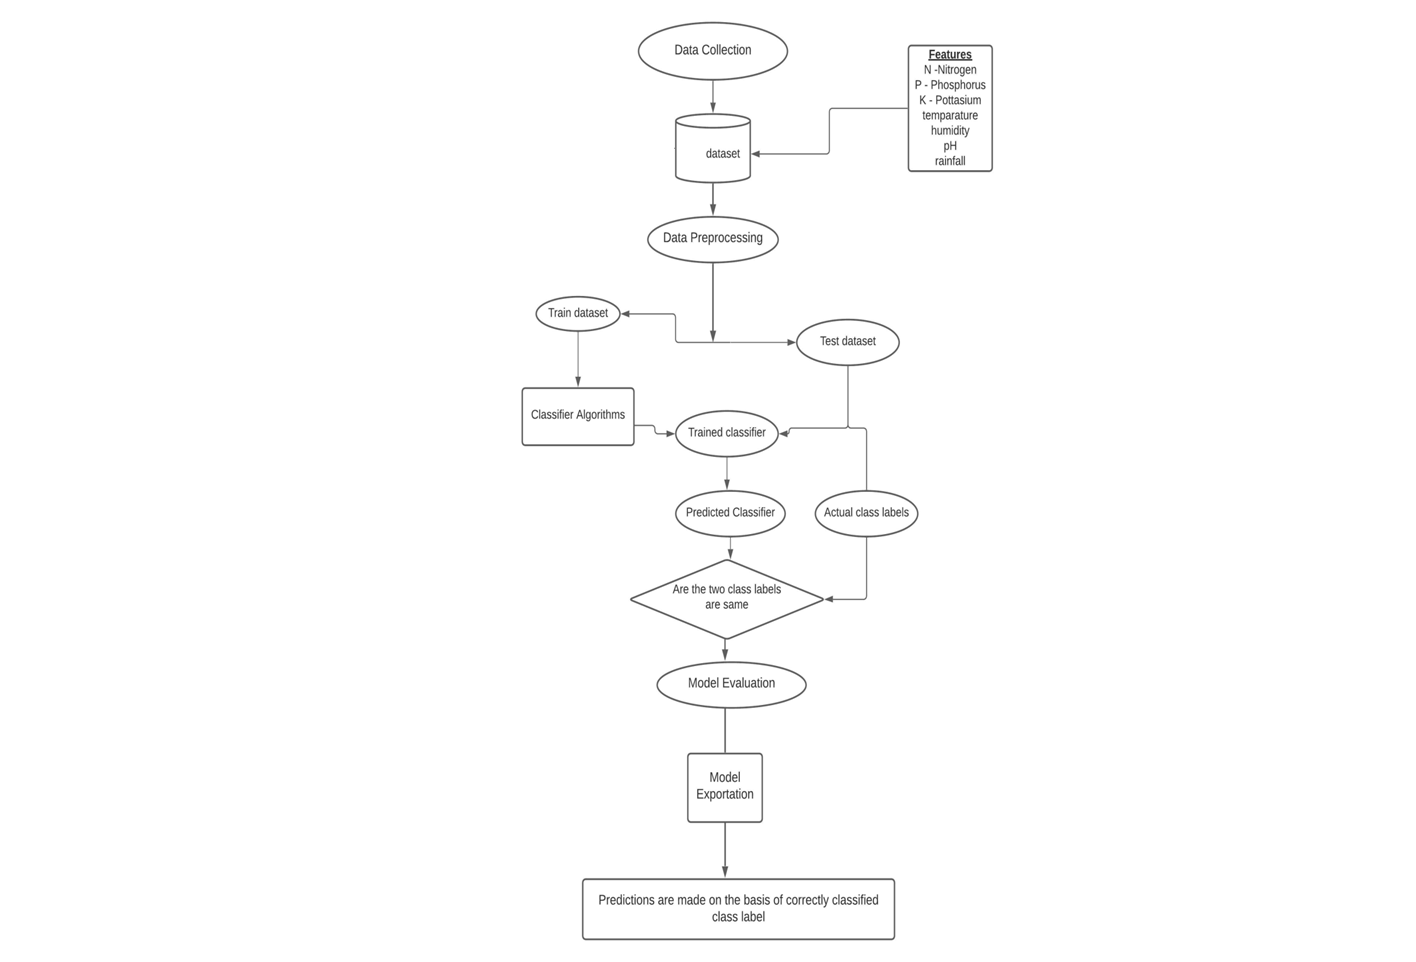 Data Collection
Features
N -Nitrogen
P - Phosphorus
K - Pottasium
temparature
humidity
pH
rainfall
dataset
Data Preprocessing
Train dataset
Test dataset
Classifier Algorithms
Trained classifier
Predicted Classifier
Actual class labels
Are the two class labels
are same
Model Evaluation
Model
Exportation
Predictions are made on the basis of correctly classified
class label